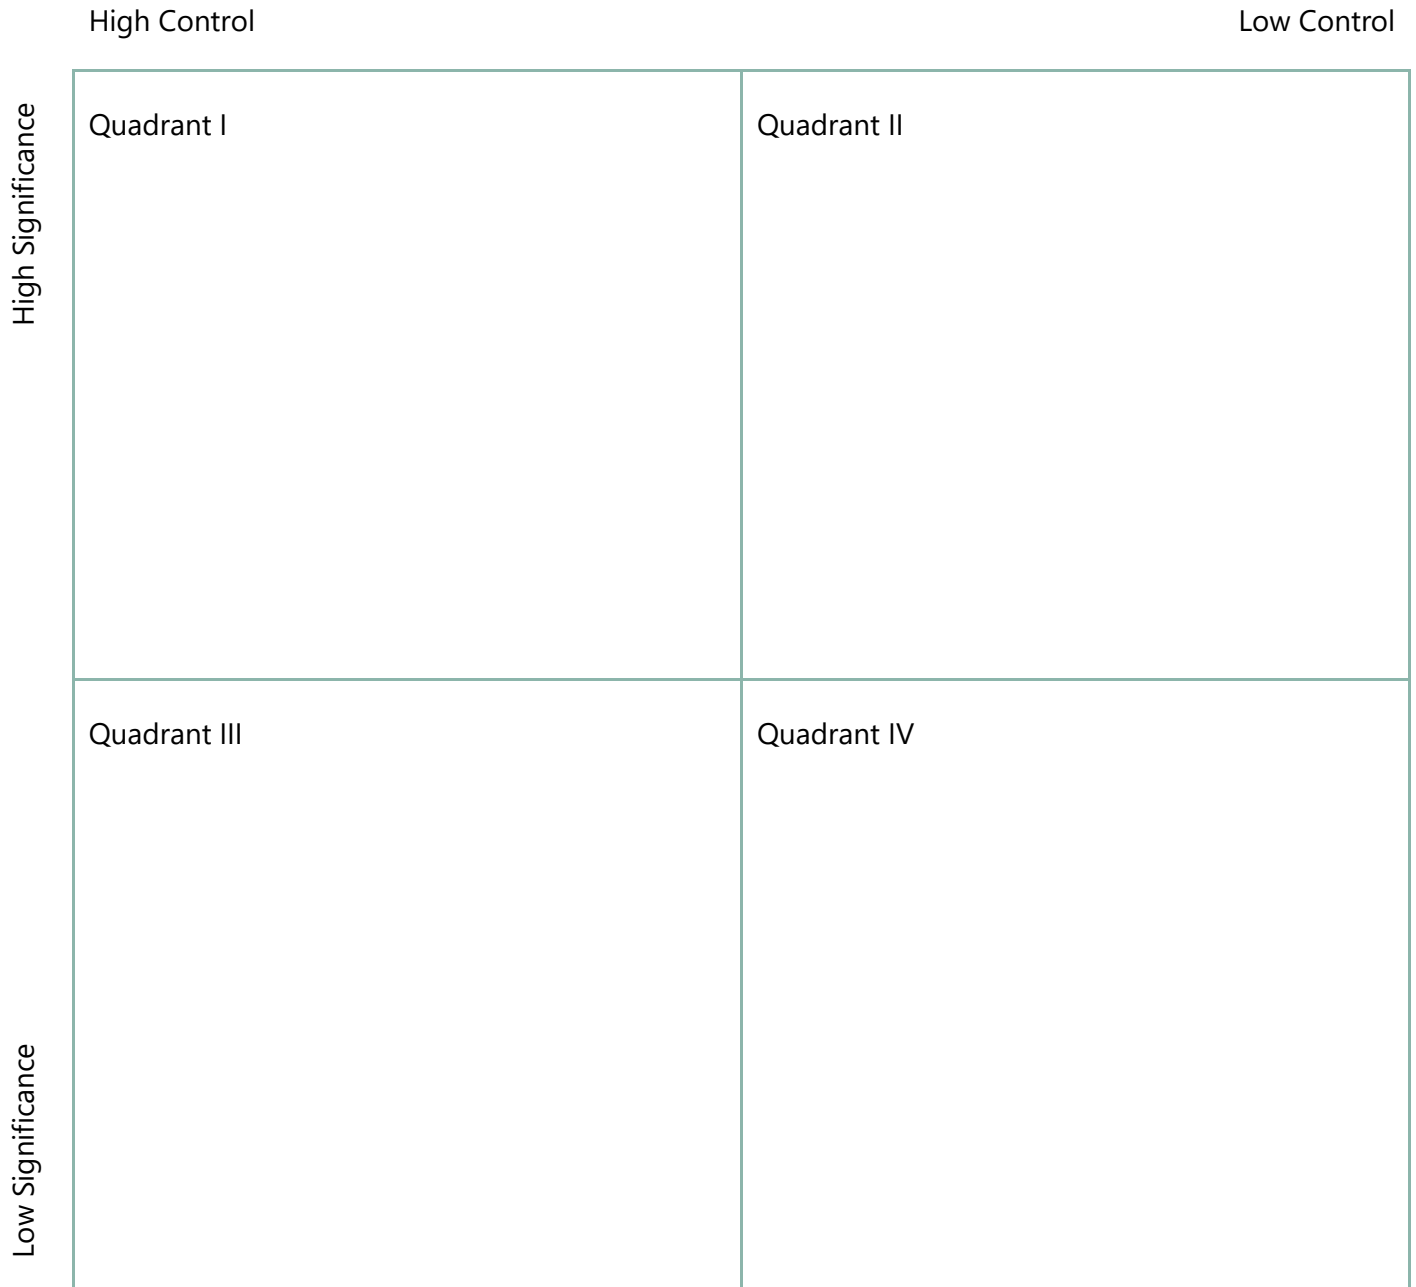 High Control
Low Control
High Significance
Quadrant I
Quadrant II
Quadrant III
Quadrant IV
Low Significance